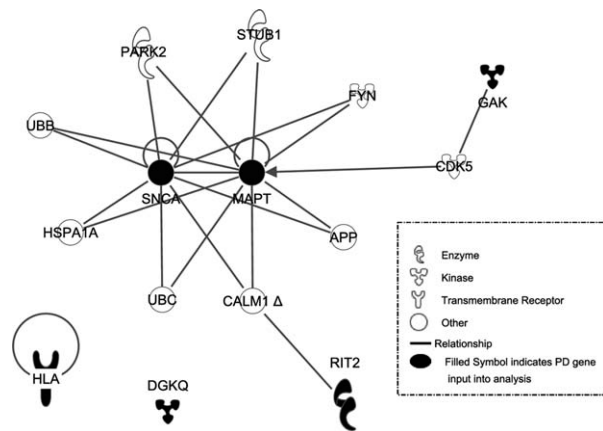 PARK2
STUB1
FYN
GAK
UBB
CDK5
SNCA
MAPT
HSPA1A
APP
UBC
CALM1 Δ
HLA
DGKQ
RIT2
Enzyme
Kinase
Transmembrane Receptor
Other
Relationship
Filled Symbol indicates PD gene
input into analysis